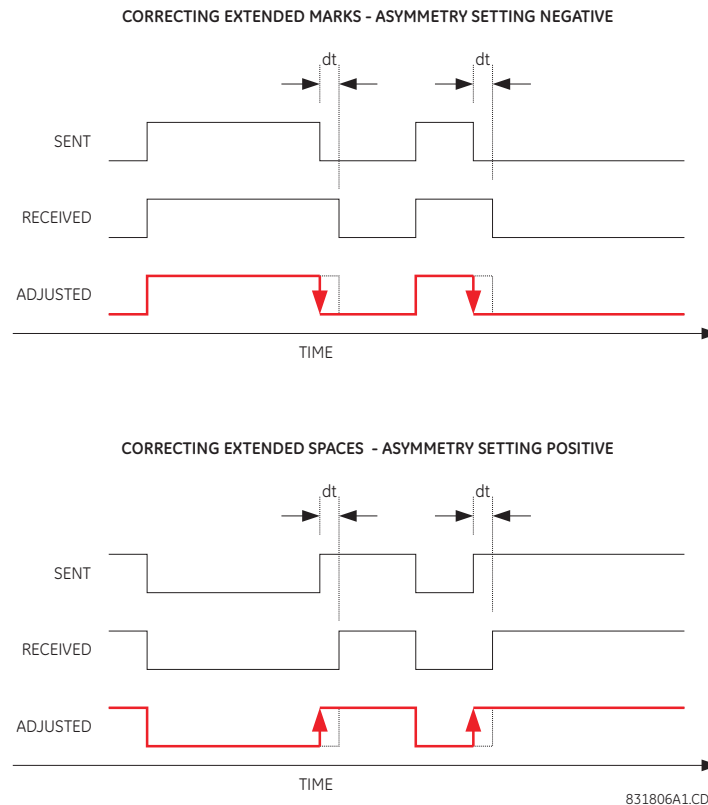 CORRECTING EXTENDED MARKS - ASYMMETRY SETTING NEGATIVE
dt dt
SENT
RECEIVED
ADJUSTED
TIME
CORRECTING EXTENDED SPACES - ASYMMETRY SETTING POSITIVE
dt dt
SENT
RECEIVED
ADJUSTED
TIME
831806A1.CD